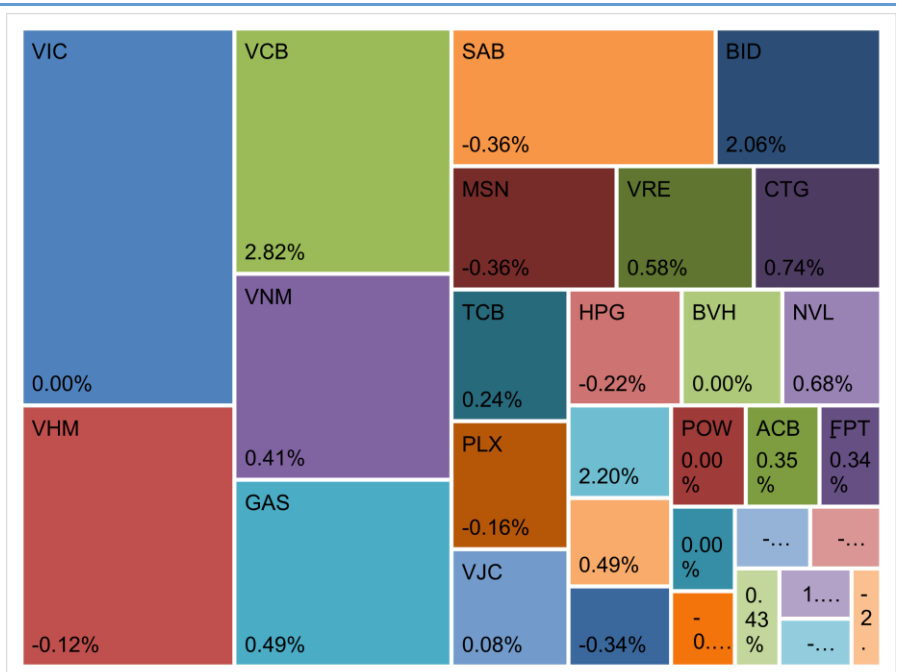 VIC
0.00%
VHM
-0.12%
VCB
2.82%
VNM
0.41%
GAS
0.49%
SAB
-0.36%
BID
2.06%
MSN
-0.36%
VRE
0.58%
CTG
0.74%
TCB
0.24%
HPG
-0.22%
BVH
0.00%
NVL
0.68%
PLX
-0.16%
VJC
0.08%
2.20%
0.49%
-0.34%
POW
0.00
%
ACB
0.35
%
FPT
0.34
%
0.00
%
-...
-...
-
0....
0.
43
%
1....
-...
-
2
.